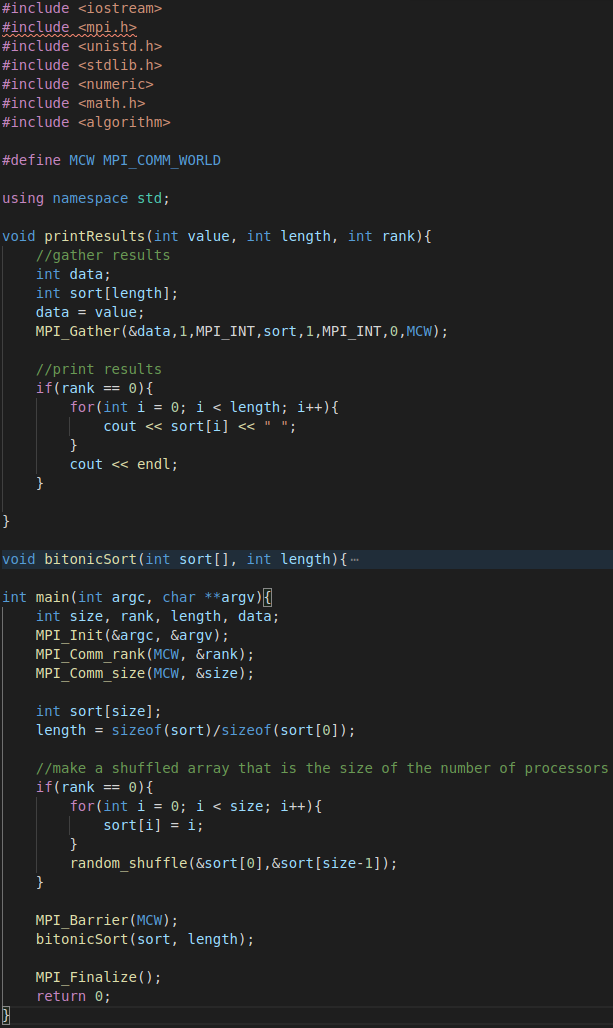 #include <iostream>
#include <mpi.h>
#include <unistd.h>
#include <stdlib.h>
#include <numeric>
#include <math.h>
#include <algorithm>

#define MCW MPI_COMM_WORLD

using namespace std;

void printResults(int value, int length, int rank){
    //gather results
    int data;
    int sort[length];
    data = value;
    MPI_Gather(&data,1,MPI_INT,sort,1,MPI_INT,0,MCW);

    //print results
    if(rank == 0){
        for(int i = 0; i < length; i++){
            cout << sort[i] << " ";
        }
        cout << endl;
    }

}

void bitonicSort(int sort[], int length){⋯

int main(int argc, char **argv){
    int size, rank, length, data;
    MPI_Init(&argc, &argv);
    MPI_Comm_rank(MCW, &rank);
    MPI_Comm_size(MCW, &size);

    int sort[size];
    length = sizeof(sort)/sizeof(sort[0]);

    //make a shuffled array that is the size of the number of processors
    if(rank == 0){
        for(int i = 0; i < size; i++){
            sort[i] = i;
        }
        random_shuffle(&sort[0],&sort[size-1]);
    }

    MPI_Barrier(MCW);
    bitonicSort(sort, length);

    MPI_Finalize();
    return 0;
}